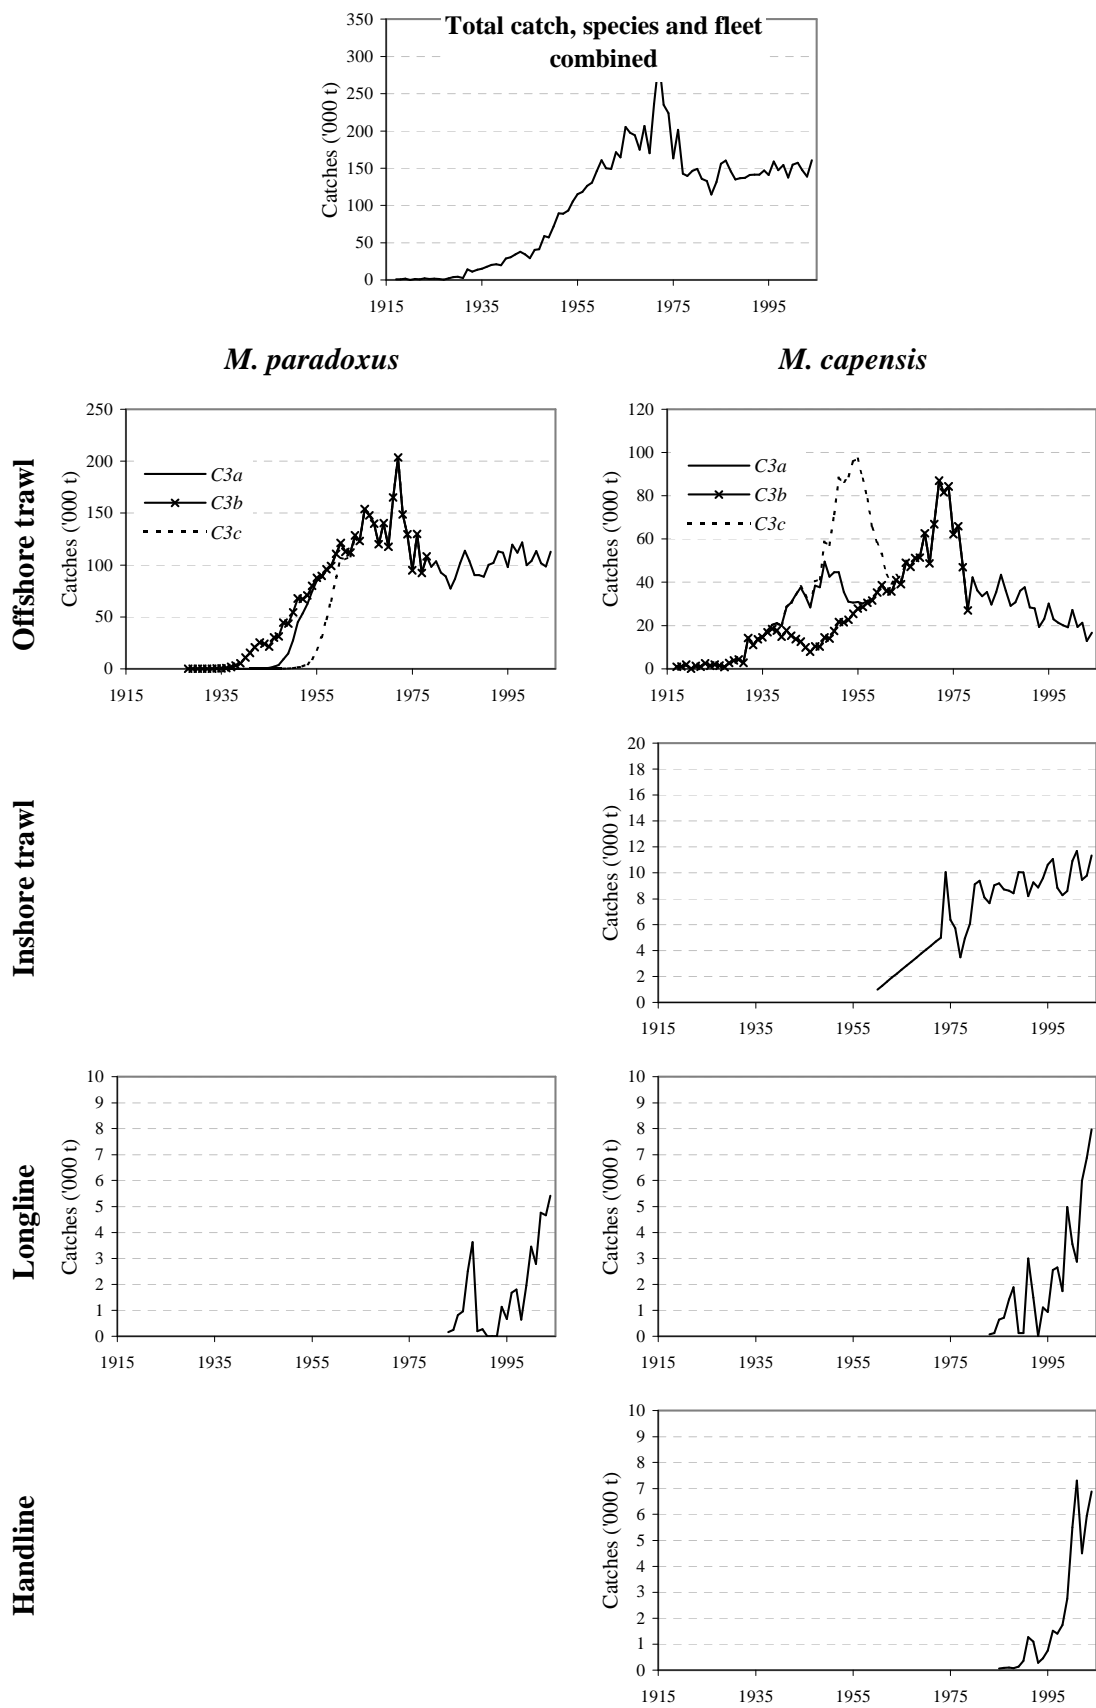 Total catch, species and fleet
combined
Catches ('000 t)
350
300
250
200
150
100
50
0
1915 1935 1955 1975 1995
M. paradoxus M. capensis
Offshore trawl
Catches ('000 t)
250
200
150
100
50
0
C3a
C3b
C3c
1915 1935 1955 1975 1995
Catches ('000 t)
120
100
80
60
40
20
0
C3a
C3b
C3c
1915 1935 1955 1975 1995
Inshore trawl
Catches ('000 t)
20
18
16
14
12
10
8
6
4
2
0
1915 1935 1955 1975 1995
Longline
Catches ('000 t)
10
9
8
7
6
5
4
3
2
1
0
1915 1935 1955 1975 1995
Catches ('000 t)
10
9
8
7
6
5
4
3
2
1
0
1915 1935 1955 1975 1995
Handline
Catches ('000 t)
10
9
8
7
6
5
4
3
2
1
0
1915 1935 1955 1975 1995